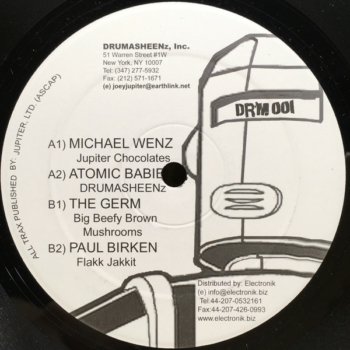 DRUMASHEENz, Inc.
51 Warren Street #1W
New York, NY 10007
Tel: (347) 277-5932
Fax: (212) 571-1671
(e) joeyjupiter@earthlink.net
DRM 001
A1) MICHAEL WENZ
Jupiter Chocolates
A2) ATOMIC BABIE
DRUMASHEENz
B1) THE GERM
Big Beefy Brown
Mushrooms
B2) PAUL BIRKEN
Flakk Jakkit
ALL TRAX PUBLISHED BY: JUPITER, LTD. (ASCAP)
Distributed by: Electronik
(e) info@electronik.biz
Tel:44-207-0532161
Fax:44-207-426-0993
www.electronik.biz